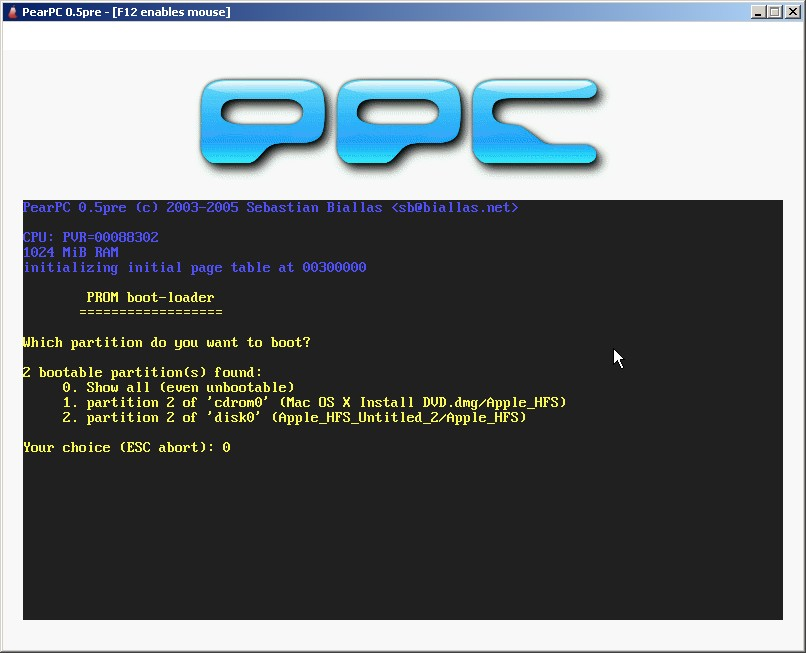 PearPC 0.5pre - [F12 enables mouse]
PPC
PearPC 0.5pre (c) 2003-2005 Sebastian Biallas <sb@biallas.net>
CPU: PVR=00088302
1024 MiB RAM
initializing initial page table at 00300000
PROM boot-loader
==================
Which partition do you want to boot?
2 bootable partition(s) found:
0. Show all (even unbootable)
1. partition 2 of 'cdrom0' (Mac OS X Install DVD.dmg/Apple_HFS)
2. partition 2 of 'disk0' (Apple_HFS_Untitled_2/Apple_HFS)
Your choice (ESC abort): 0